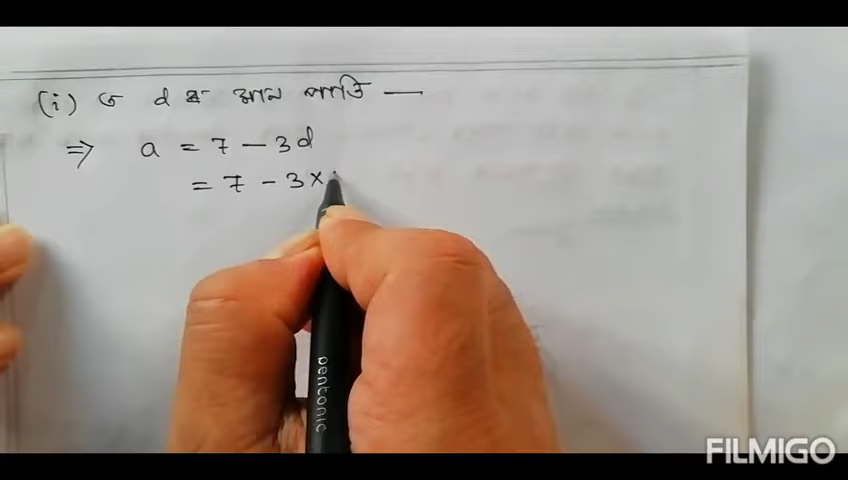 (i) ত d ৰ মান পাতি —
⇒ a = 7 — 3d
= 7 - 3×
pentonic
FILMIGO